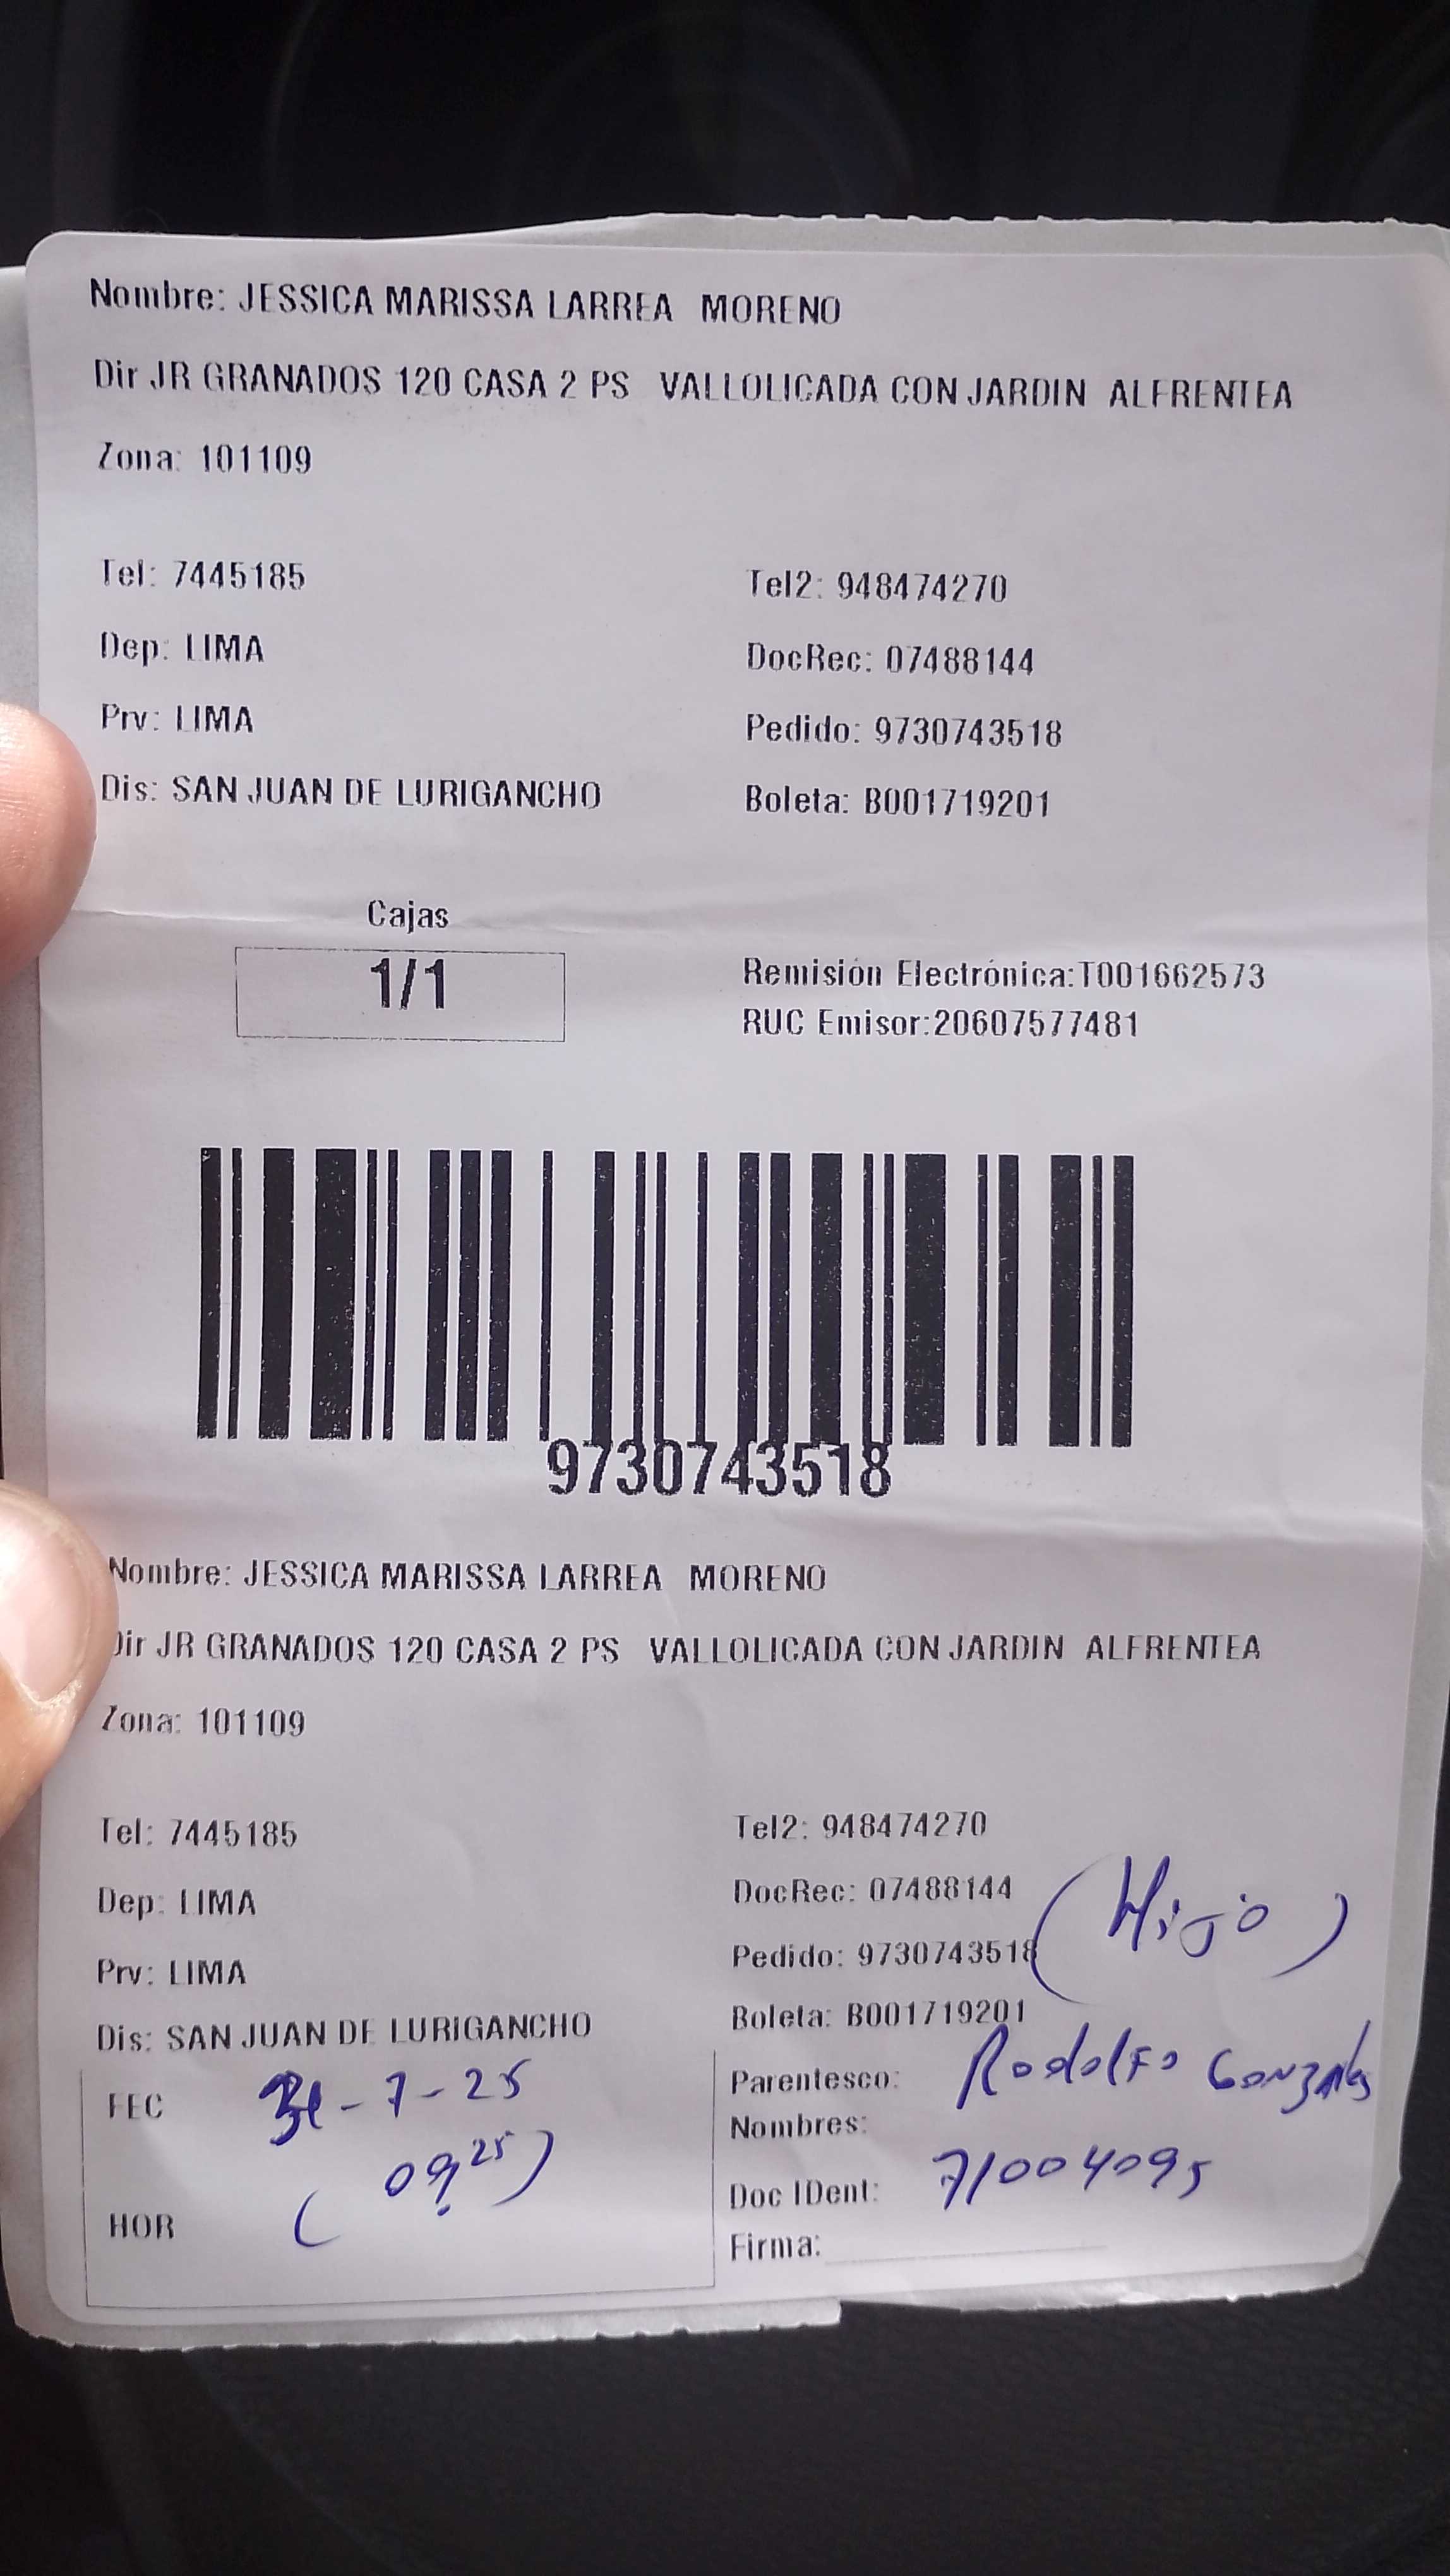 Nombre: JESSICA MARISSA LARREA MORENO
Dir JR GRANADOS 120 CASA 2 PS VALLOLICADA CON JARDIN ALFRENTEA
Zona: 101109
Tel: 7445185 Tel2: 948474270
Dep: LIMA DocRec: 07488144
Prv: LIMA Pedido: 9730743518
Dis: SAN JUAN DE LURIGANCHO Boleta: B001719201
Cajas
1/1
Remisión Electrónica:T001662573
RUC Emisor:20607577481
9730743518
Nombre: JESSICA MARISSA LARREA MORENO
Dir JR GRANADOS 120 CASA 2 PS VALLOLICADA CON JARDIN ALFRENTEA
Zona: 101109
Tel: 7445185 Tel2: 948474270
Dep: LIMA DocRec: 07488144 (Hijo)
Prv: LIMA Pedido: 9730743518
Dis: SAN JUAN DE LURIGANCHO Boleta: B001719201
FEC -7-25 Parentesco: Rodolfo Gonzales
Nombres:
(09:25) Doc IDent: 71004095
HOR Firma: